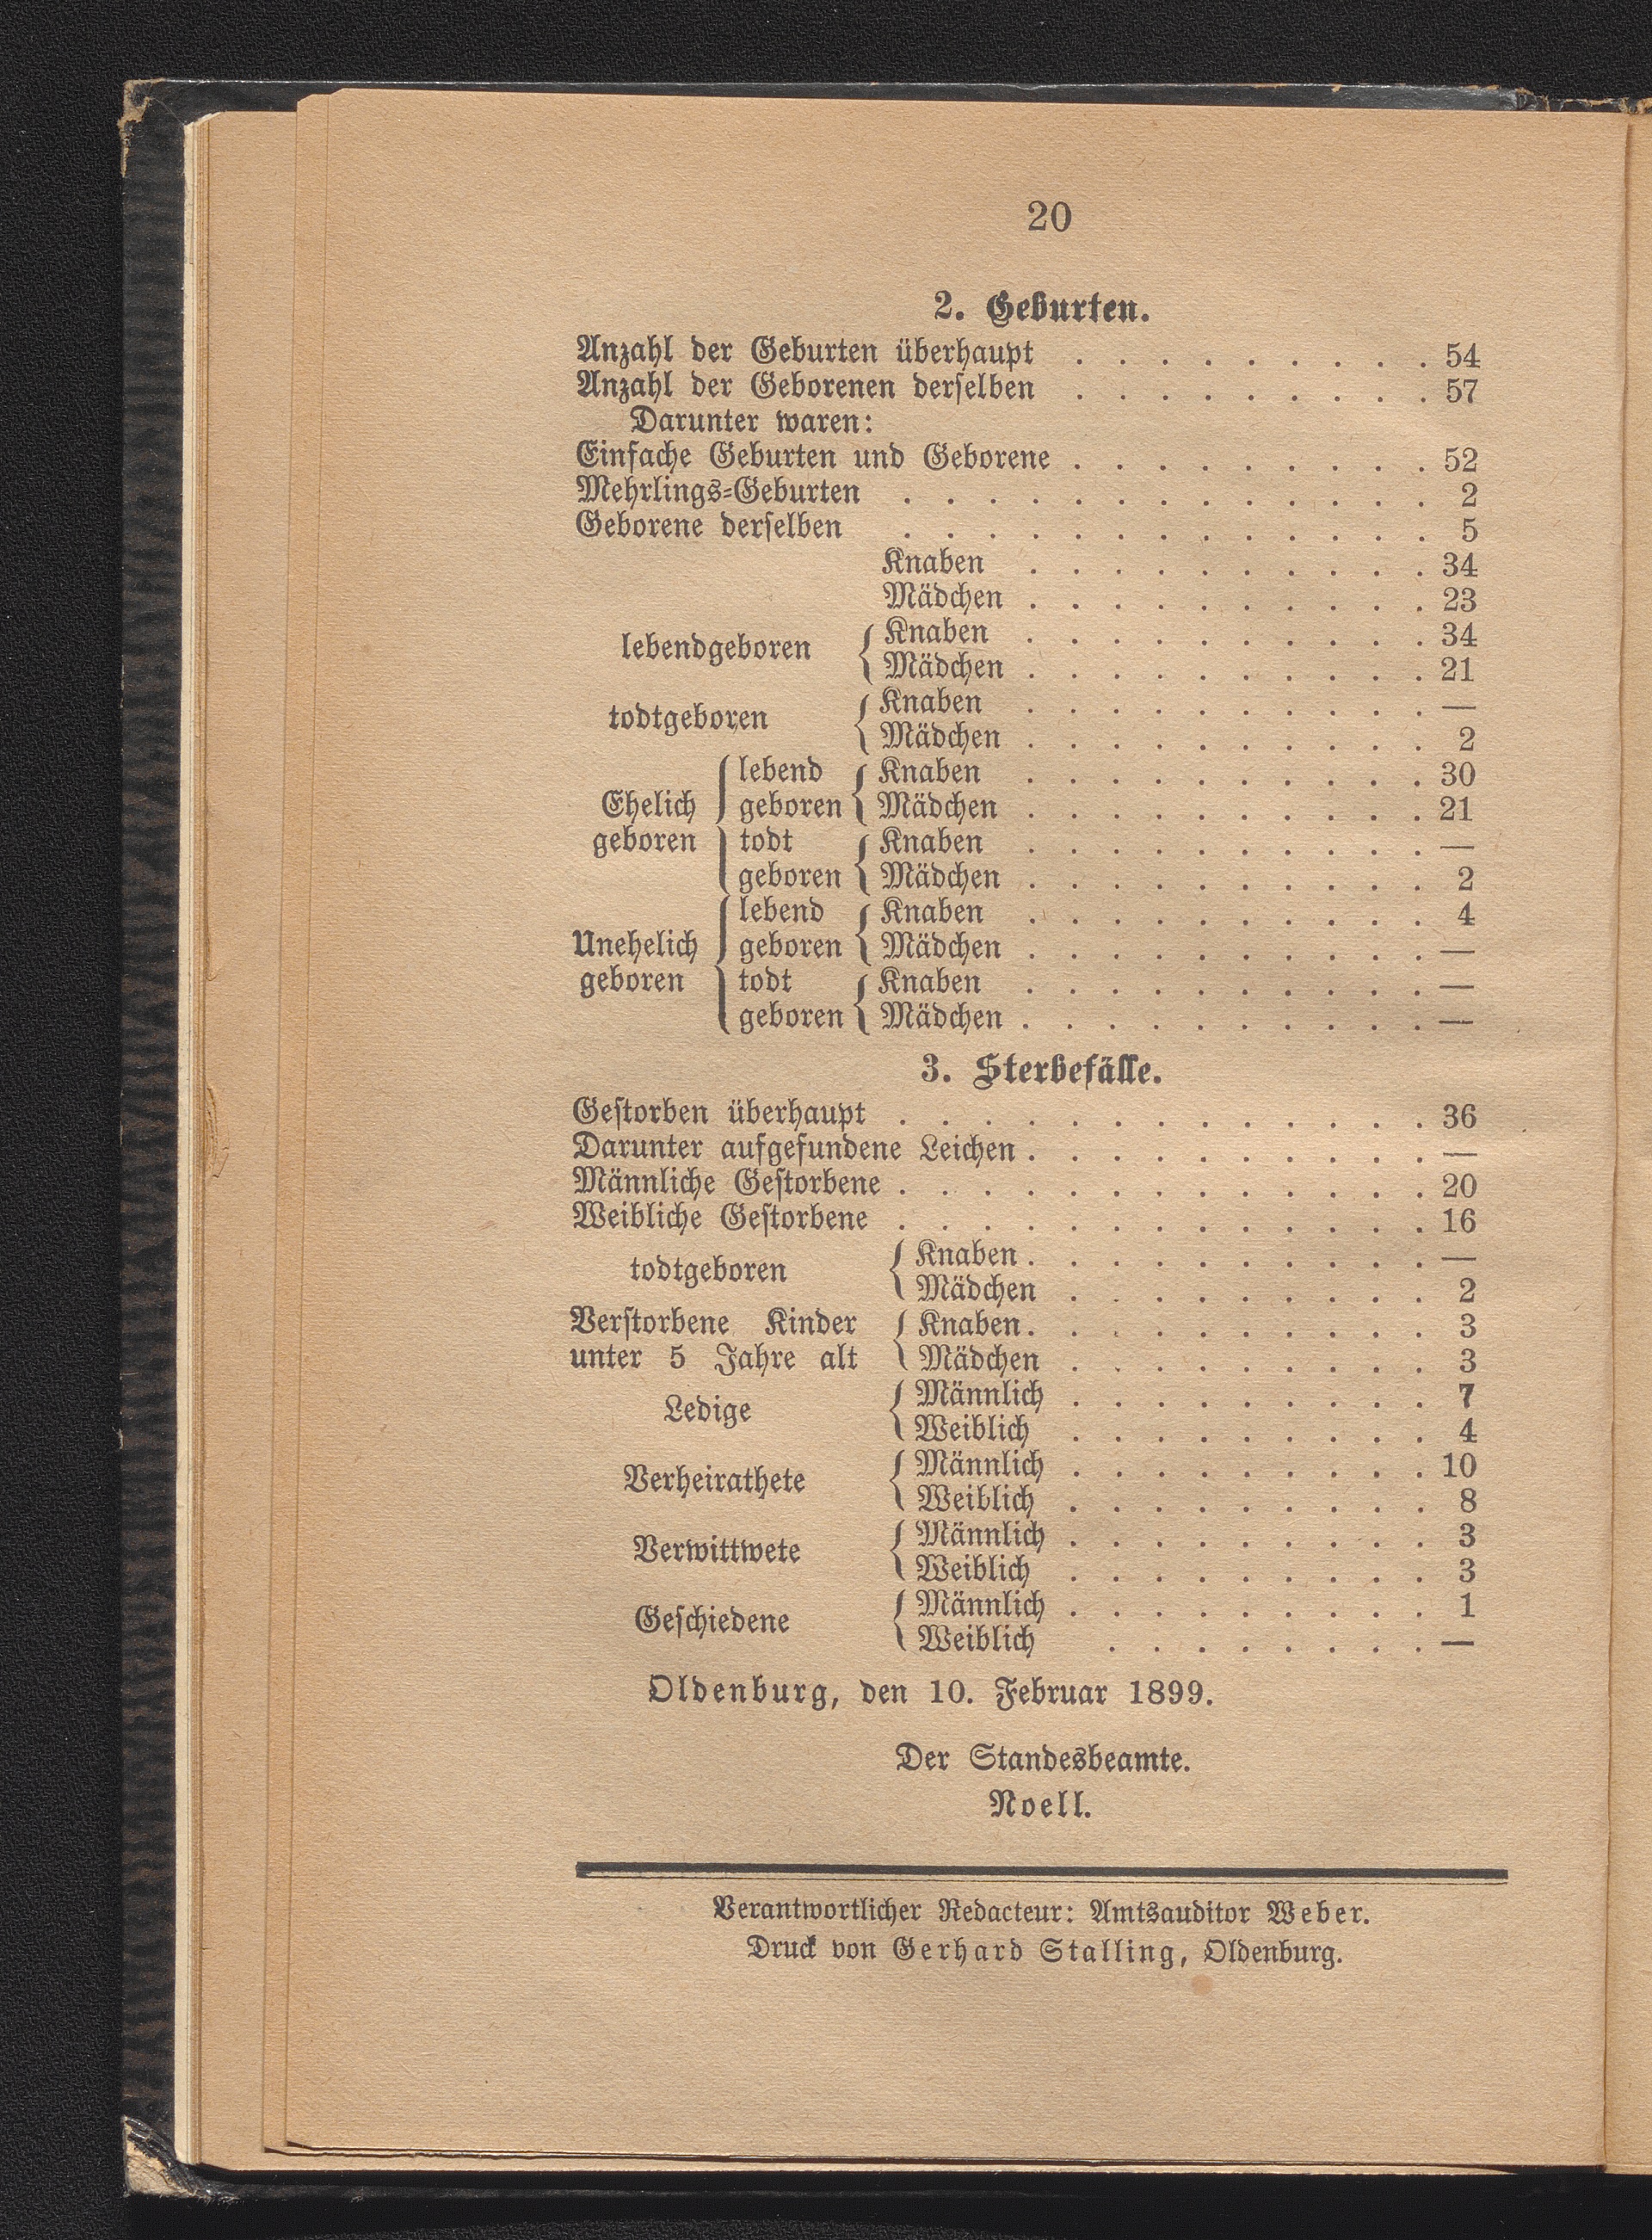 20
2. Geburten.
Anzahl der Geburten überhaupt . . . . . . . . . 54
Anzahl der Geborenen derselben . . . . . . . . . 57
Darunter waren:
Einfache Geburten und Geborene . . . . . . . . . 52
Mehrlings-Geburten . . . . . . . . . . . . . 2
Geborene derselben . . . . . . . . . . . . . 5
Knaben . . . . . . . . . . 34
Mädchen . . . . . . . . . . 23
lebendgeboren { Knaben . . . . . . . . . . 34
Mädchen . . . . . . . . . . 21
todtgeboren { Knaben . . . . . . . . . . —
Mädchen . . . . . . . . . . 2
Ehelich geboren { lebend geboren { Knaben . . . . . . . . . . 30
Mädchen . . . . . . . . . . 21
todt geboren { Knaben . . . . . . . . . . —
Mädchen . . . . . . . . . . 2
Unehelich geboren { lebend geboren { Knaben . . . . . . . . . . 4
Mädchen . . . . . . . . . . —
todt geboren { Knaben . . . . . . . . . . —
Mädchen . . . . . . . . . . —
3. Sterbefälle.
Gestorben überhaupt . . . . . . . . . . . . . 36
Darunter aufgefundene Leichen . . . . . . . . . . —
Männliche Gestorbene . . . . . . . . . . . . . 20
Weibliche Gestorbene . . . . . . . . . . . . . 16
todtgeboren { Knaben . . . . . . . . . . —
Mädchen . . . . . . . . . 2
Verstorbene Kinder unter 5 Jahre alt { Knaben . . . . . . . . . . 3
Mädchen . . . . . . . . . 3
Ledige { Männlich . . . . . . . . . 7
Weiblich . . . . . . . . . 4
Verheirathete { Männlich . . . . . . . . . 10
Weiblich . . . . . . . . . 8
Verwittwete { Männlich . . . . . . . . . 3
Weiblich . . . . . . . . . 3
Geschiedene { Männlich . . . . . . . . . 1
Weiblich . . . . . . . . —
Oldenburg, den 10. Februar 1899.
Der Standesbeamte.
Noell.
Verantwortlicher Redacteur: Amtsauditor Weber.
Druck von Gerhard Stalling, Oldenburg.